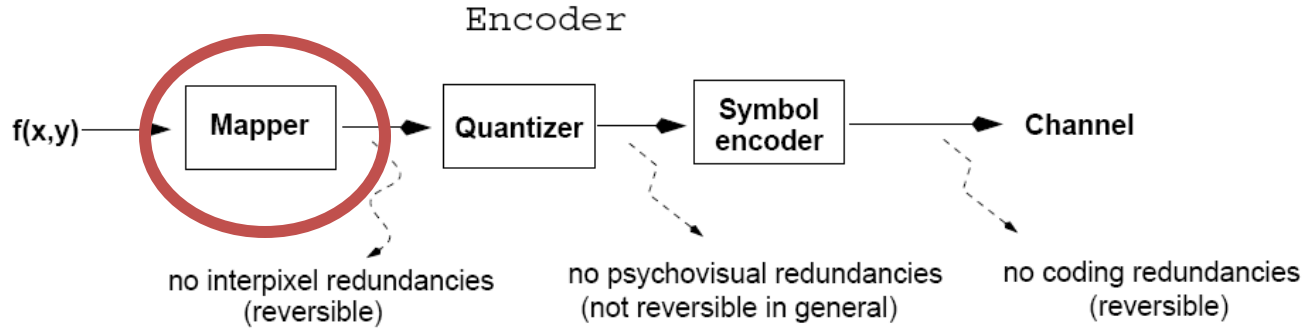 Encoder
f(x,y)
Mapper
Quantizer
Symbol
encoder
Channel
no interpixel redundancies
(reversible)
no psychovisual redundancies
(not reversible in general)
no coding redundancies
(reversible)